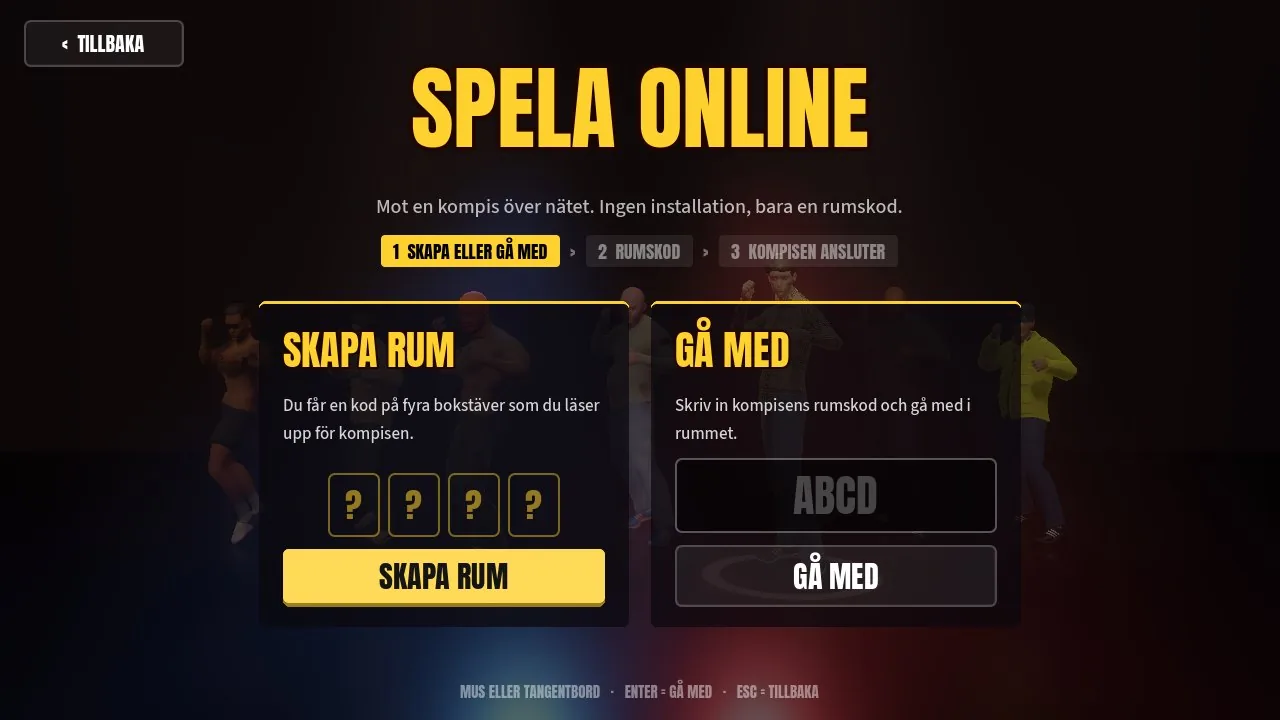 < TILLBAKA
SPELA ONLINE
Mot en kompis över nätet. Ingen installation, bara en rumskod.
1 SKAPA ELLER GÅ MED > 2 RUMSKOD > 3 KOMPISEN ANSLUTER
SKAPA RUM
Du får en kod på fyra bokstäver som du läser
upp för kompisen.
? ? ? ?
SKAPA RUM
GÅ MED
Skriv in kompisens rumskod och gå med i
rummet.
ABCD
GÅ MED
MUS ELLER TANGENTBORD · ENTER = GÅ MED · ESC = TILLBAKA